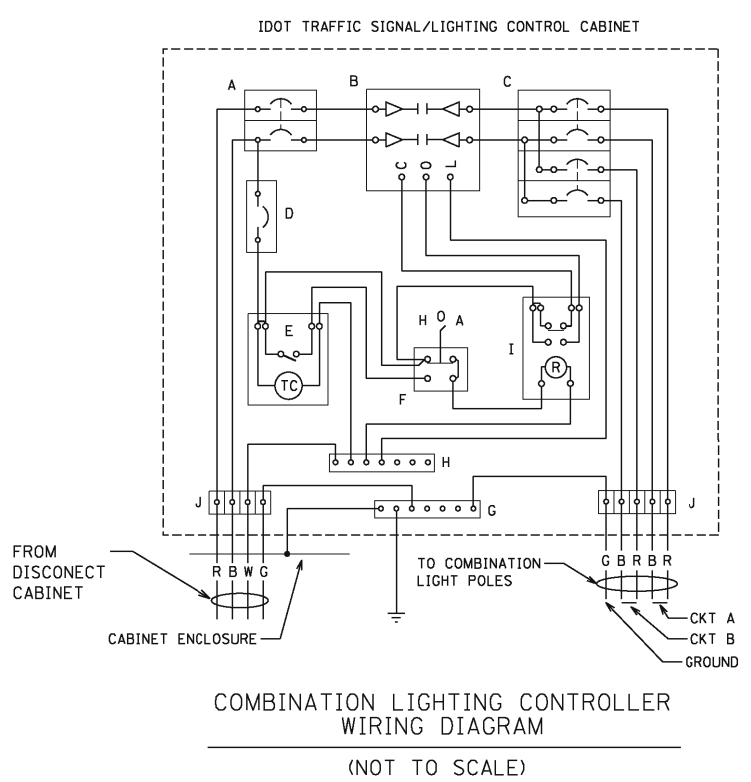 IDOT TRAFFIC SIGNAL/LIGHTING CONTROL CABINET
A
B
C
C O L
D
E
TC
H O A
F
I
R
H
J
G
J
FROM
DISCONECT
CABINET
R B W G
CABINET ENCLOSURE
TO COMBINATION
LIGHT POLES
G B R B R
CKT A
CKT B
GROUND
COMBINATION LIGHTING CONTROLLER
WIRING DIAGRAM
(NOT TO SCALE)